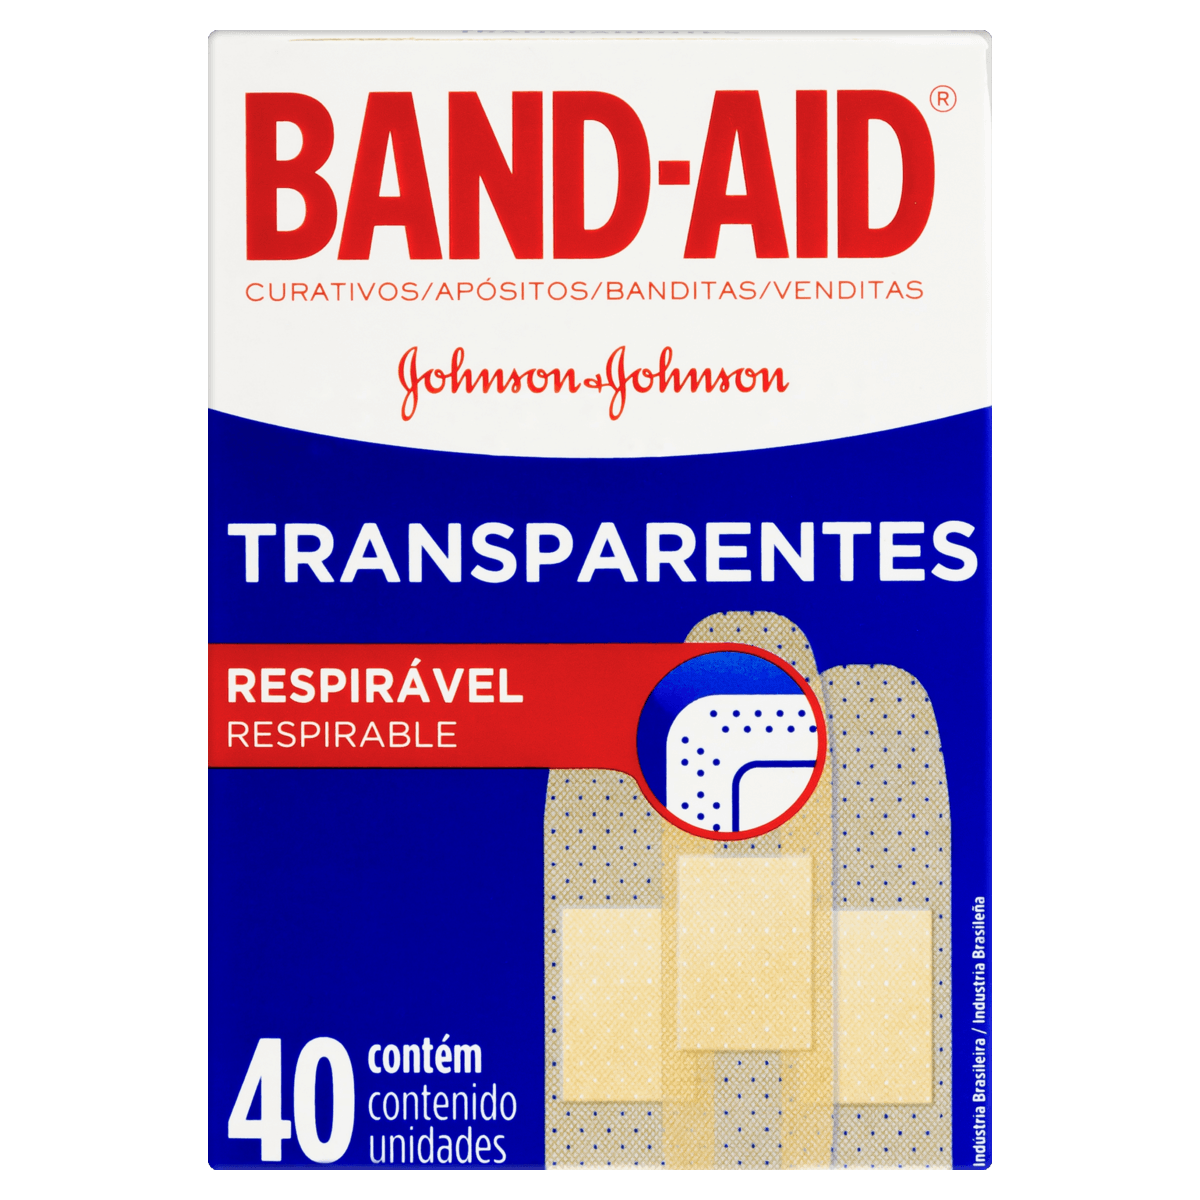 BAND-AID®
CURATIVOS/APÓSITOS/BANDITAS/VENDITAS
Johnson & Johnson
TRANSPARENTES
RESPIRÁVEL
RESPIRABLE
40 contém
contenido
unidades
Indústria Brasileira / Industria Brasileña